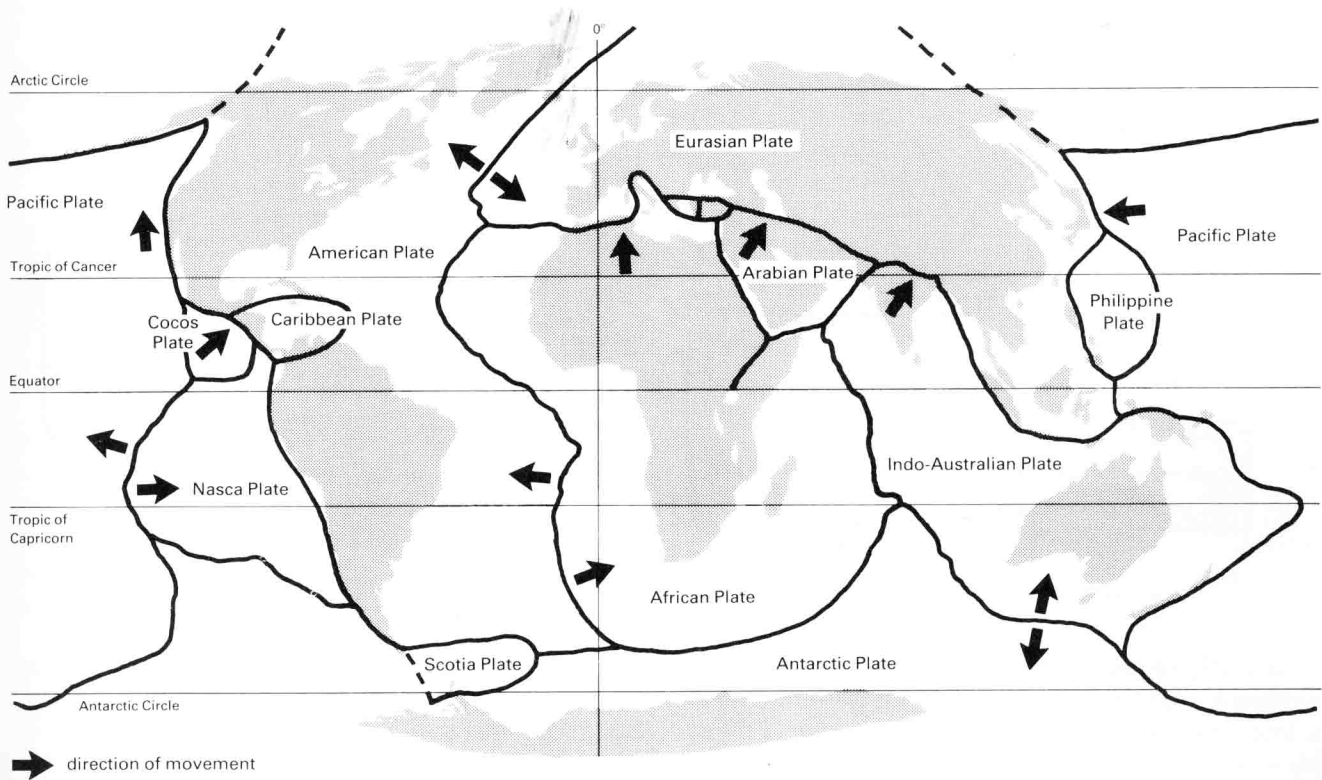 0°
Arctic Circle
Eurasian Plate
Pacific Plate
American Plate
Pacific Plate
Tropic of Cancer
Arabian Plate
Philippine
Plate
Cocos
Plate
Caribbean Plate
Equator
Indo-Australian Plate
Nasca Plate
Tropic of
Capricorn
African Plate
Scotia Plate
Antarctic Plate
Antarctic Circle
direction of movement